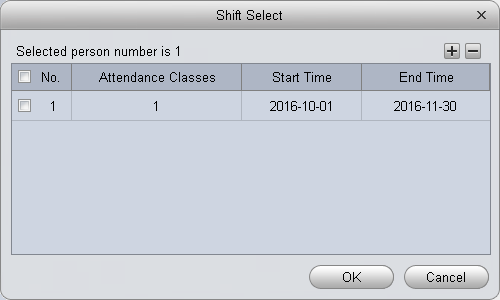 Shift Select
Selected person number is 1
No. Attendance Classes Start Time End Time
1 1 2016-10-01 2016-11-30
OK Cancel